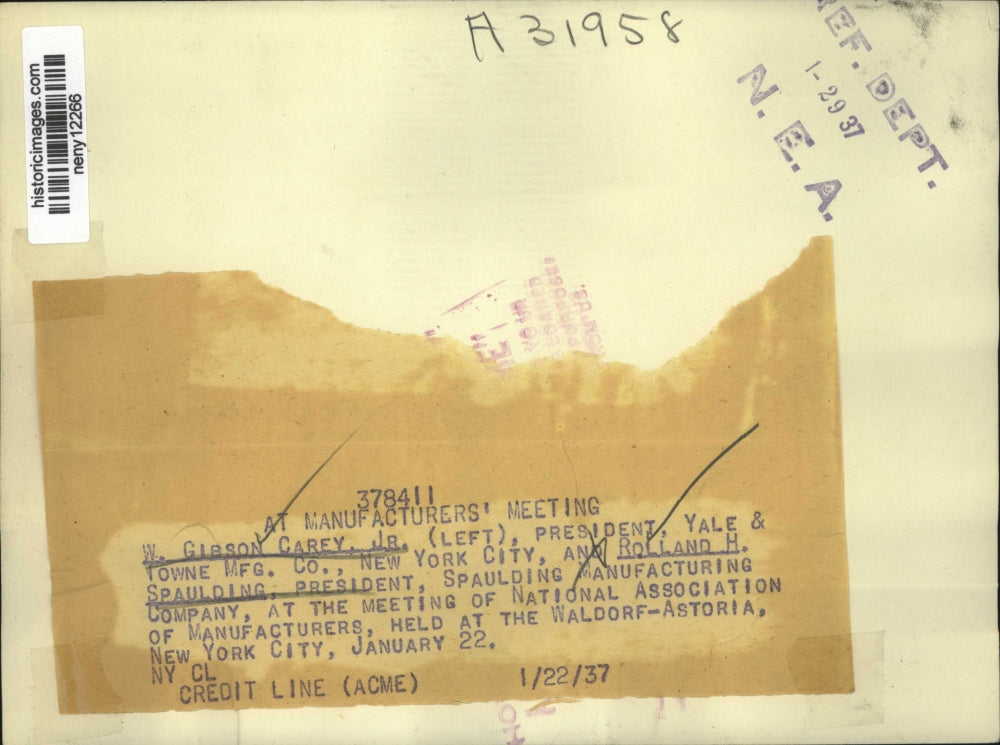 A31958
historicimages.com
neny12266
REF. DEPT.
1-29 37
N. E. A.
378411
AT MANUFACTURERS' MEETING
W. GIBSON CAREY, JR. (LEFT), PRESIDENT, YALE &
TOWNE MFG. CO., NEW YORK CITY, AND ROLLAND H.
SPAULDING, PRESIDENT, SPAULDING MANUFACTURING
COMPANY, AT THE MEETING OF NATIONAL ASSOCIATION
OF MANUFACTURERS, HELD AT THE WALDORF-ASTORIA,
NEW YORK CITY, JANUARY 22.
NY CL
CREDIT LINE (ACME) 1/22/37